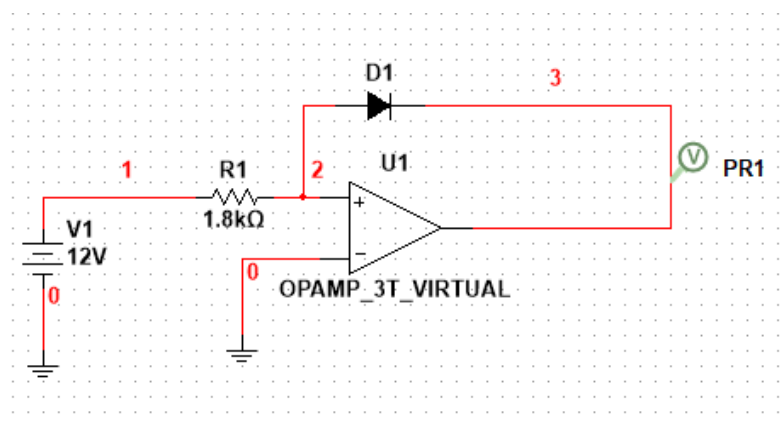 D1
3
1
R1
2
U1
V
PR1
1.8kΩ
+
V1
12V
−
0
0
OPAMP_3T_VIRTUAL